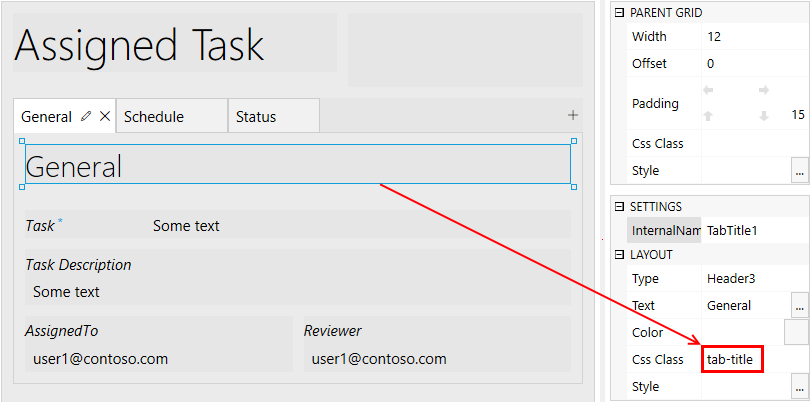 Assigned Task
General
Schedule
Status
+
General
Task *
Some text
Task Description
Some text
AssignedTo
Reviewer
user1@contoso.com
user1@contoso.com
PARENT GRID
Width 12
Offset 0
Padding 15
Css Class
Style ...
SETTINGS
InternalNam TabTitle1
LAYOUT
Type Header3
Text General ...
Color
Css Class tab-title
Style ...